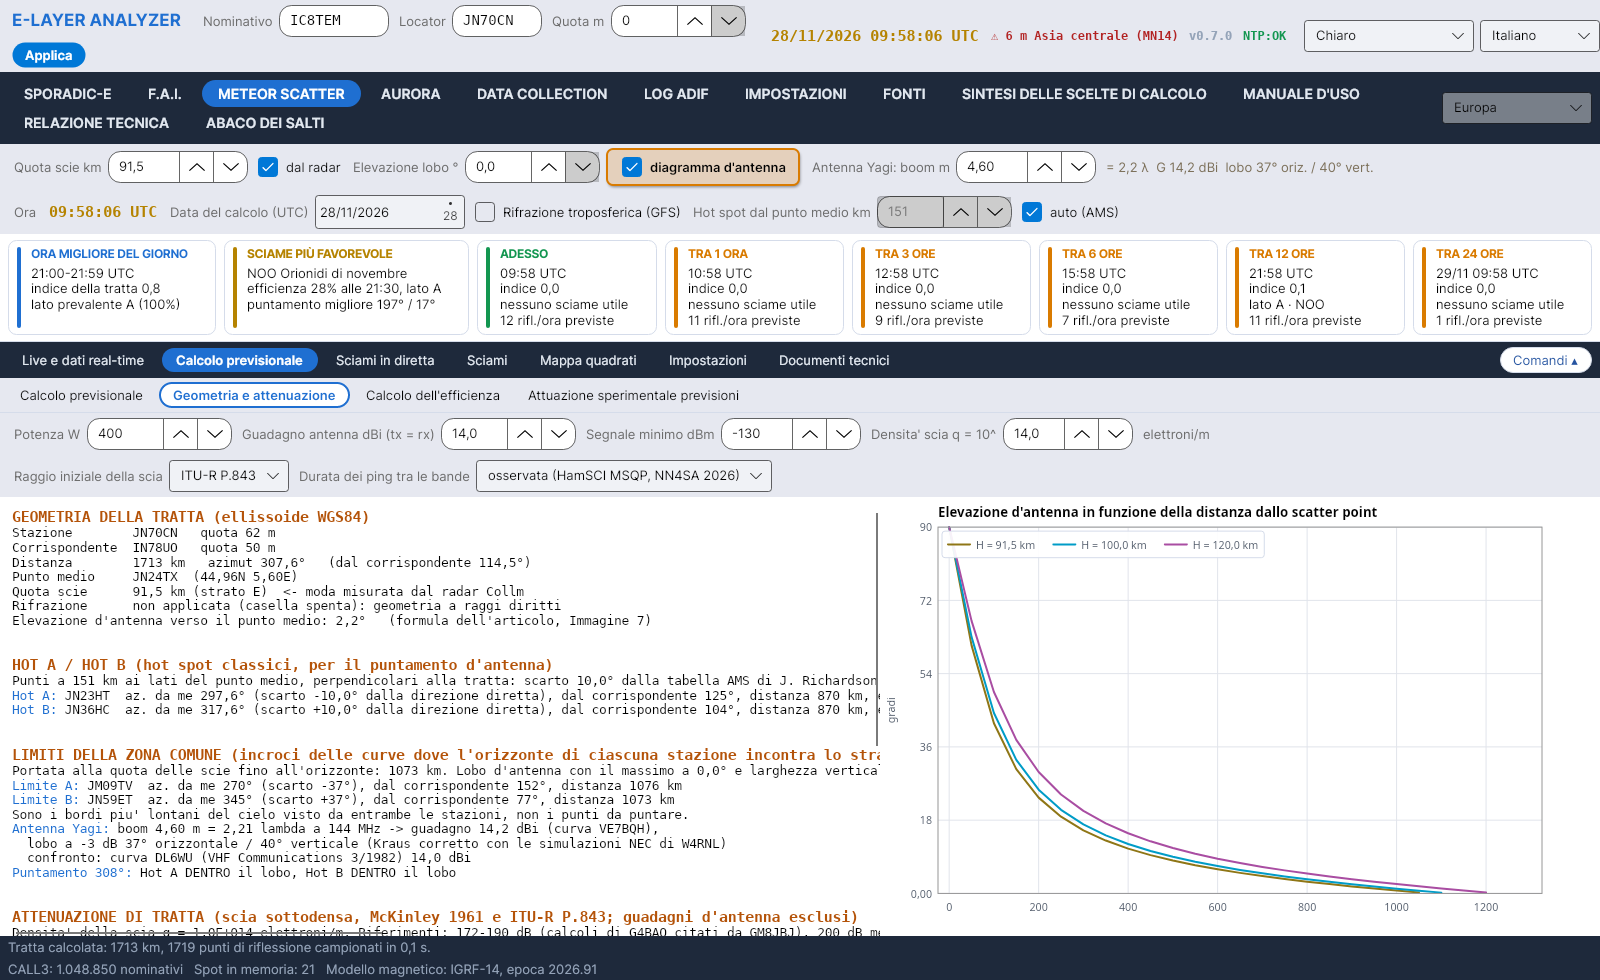 E-LAYER ANALYZER Nominativo IC8TEM Locator JN70CN Quota m 0
28/11/2026 09:58:06 UTC ⚠ 6 m Asia centrale (MN14) v0.7.0 NTP:OK Chiaro Italiano
Applica
SPORADIC-E F.A.I. METEOR SCATTER AURORA DATA COLLECTION LOG ADIF IMPOSTAZIONI FONTI SINTESI DELLE SCELTE DI CALCOLO MANUALE D'USO
RELAZIONE TECNICA ABACO DEI SALTI
Europa
Quota scie km 91,5 dal radar Elevazione lobo ° 0,0 diagramma d'antenna Antenna Yagi: boom m 4,60 = 2,2 λ G 14,2 dBi lobo 37° oriz. / 40° vert.
Ora 09:58:06 UTC Data del calcolo (UTC) 28/11/2026 28 Rifrazione troposferica (GFS) Hot spot dal punto medio km 151 auto (AMS)
ORA MIGLIORE DEL GIORNO
21:00-21:59 UTC
indice della tratta 0,8
lato prevalente A (100%)
SCIAME PIÙ FAVOREVOLE
NOO Orionidi di novembre
efficienza 28% alle 21:30, lato A
puntamento migliore 197° / 17°
ADESSO
09:58 UTC
indice 0,0
nessuno sciame utile
12 rifl./ora previste
TRA 1 ORA
10:58 UTC
indice 0,0
nessuno sciame utile
11 rifl./ora previste
TRA 3 ORE
12:58 UTC
indice 0,0
nessuno sciame utile
9 rifl./ora previste
TRA 6 ORE
15:58 UTC
indice 0,0
nessuno sciame utile
7 rifl./ora previste
TRA 12 ORE
21:58 UTC
indice 0,1
lato A · NOO
11 rifl./ora previste
TRA 24 ORE
29/11 09:58 UTC
indice 0,0
nessuno sciame utile
1 rifl./ora previste
Live e dati real-time Calcolo previsionale Sciami in diretta Sciami Mappa quadrati Impostazioni Documenti tecnici Comandi ▴
Calcolo previsionale Geometria e attenuazione Calcolo dell'efficienza Attuazione sperimentale previsioni
Potenza W 400 Guadagno antenna dBi (tx = rx) 14,0 Segnale minimo dBm -130 Densita' scia q = 10^ 14,0 elettroni/m
Raggio iniziale della scia ITU-R P.843 Durata dei ping tra le bande osservata (HamSCI MSQP, NN4SA 2026)
GEOMETRIA DELLA TRATTA (ellissoide WGS84)
Stazione JN70CN quota 62 m
Corrispondente IN78UO quota 50 m
Distanza 1713 km azimut 307,6° (dal corrispondente 114,5°)
Punto medio JN24TX (44,96N 5,60E)
Quota scie 91,5 km (strato E) <- moda misurata dal radar Collm
Rifrazione non applicata (casella spenta): geometria a raggi diritti
Elevazione d'antenna verso il punto medio: 2,2° (formula dell'articolo, Immagine 7)
HOT A / HOT B (hot spot classici, per il puntamento d'antenna)
Punti a 151 km ai lati del punto medio, perpendicolari alla tratta: scarto 10,0° dalla tabella AMS di J. Richardson
Hot A: JN23HT az. da me 297,6° (scarto -10,0° dalla direzione diretta), dal corrispondente 125°, distanza 870 km,
Hot B: JN36HC az. da me 317,6° (scarto +10,0° dalla direzione diretta), dal corrispondente 104°, distanza 870 km,
LIMITI DELLA ZONA COMUNE (incroci delle curve dove l'orizzonte di ciascuna stazione incontra lo stra
Portata alla quota delle scie fino all'orizzonte: 1073 km. Lobo d'antenna con il massimo a 0,0° e larghezza vertical
Limite A: JM09TV az. da me 270° (scarto -37°), dal corrispondente 152°, distanza 1076 km
Limite B: JN59ET az. da me 345° (scarto +37°), dal corrispondente 77°, distanza 1073 km
Sono i bordi piu' lontani del cielo visto da entrambe le stazioni, non i punti da puntare.
Antenna Yagi: boom 4,60 m = 2,21 lambda a 144 MHz -> guadagno 14,2 dBi (curva VE7BQH),
lobo a -3 dB 37° orizzontale / 40° verticale (Kraus corretto con le simulazioni NEC di W4RNL)
confronto: curva DL6WU (VHF Communications 3/1982) 14,0 dBi
Puntamento 308°: Hot A DENTRO il lobo, Hot B DENTRO il lobo
ATTENUAZIONE DI TRATTA (scia sottodensa, McKinley 1961 e ITU-R P.843; guadagni d'antenna esclusi)
Densita' della scia q = 1,0E+014 elettroni/m. Riferimenti: 172-190 dB (calcoli di G4BAO citati da GM8JBJ), 200 dB me
Elevazione d'antenna in funzione della distanza dallo scatter point
H = 91,5 km H = 100,0 km H = 120,0 km
gradi
90
72
54
36
18
0,00
0 200 400 600 800 1000 1200
Tratta calcolata: 1713 km, 1719 punti di riflessione campionati in 0,1 s.
CALL3: 1.048.850 nominativi Spot in memoria: 21 Modello magnetico: IGRF-14, epoca 2026.91